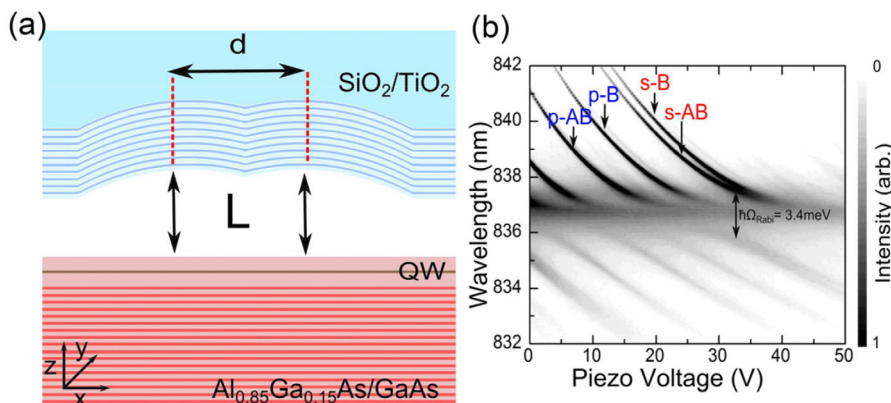 (a)
d
SiO₂/TiO₂
L
QW
z
y
x
Al₀.₈₅Ga₀.₁₅As/GaAs
(b)
Wavelength (nm)
842
840
838
836
834
832
p-AB
p-B
s-B
s-AB
ħΩRabi= 3.4meV
0
10
20
30
40
50
Piezo Voltage (V)
0
Intensity (arb.)
1